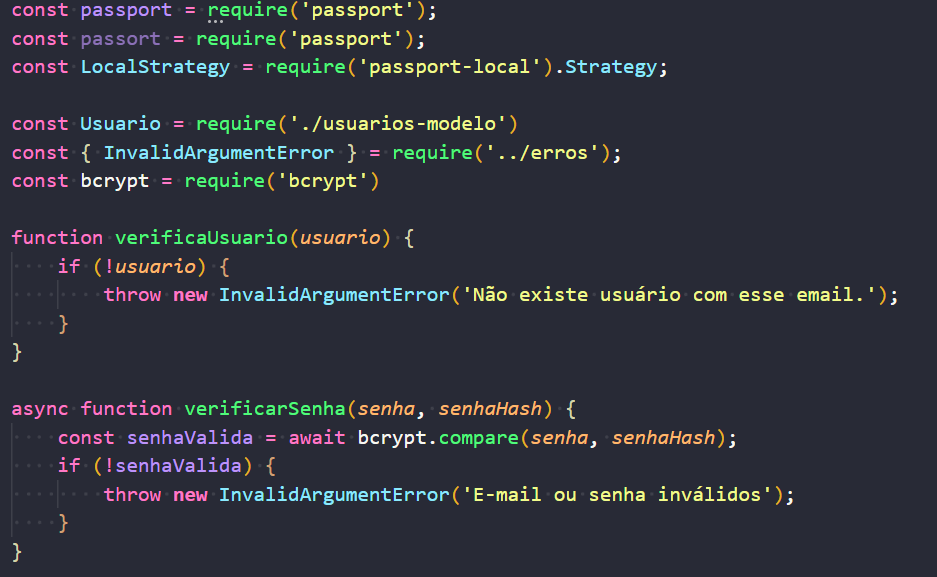 const passport = require('passport');
const passort = require('passport');
const LocalStrategy = require('passport-local').Strategy;

const Usuario = require('./usuarios-modelo')
const { InvalidArgumentError } = require('../erros');
const bcrypt = require('bcrypt')

function verificaUsuario(usuario) {
    if (!usuario) {
        throw new InvalidArgumentError('Não existe usuário com esse email.');
    }
}

async function verificarSenha(senha, senhaHash) {
    const senhaValida = await bcrypt.compare(senha, senhaHash);
    if (!senhaValida) {
        throw new InvalidArgumentError('E-mail ou senha inválidos');
    }
}